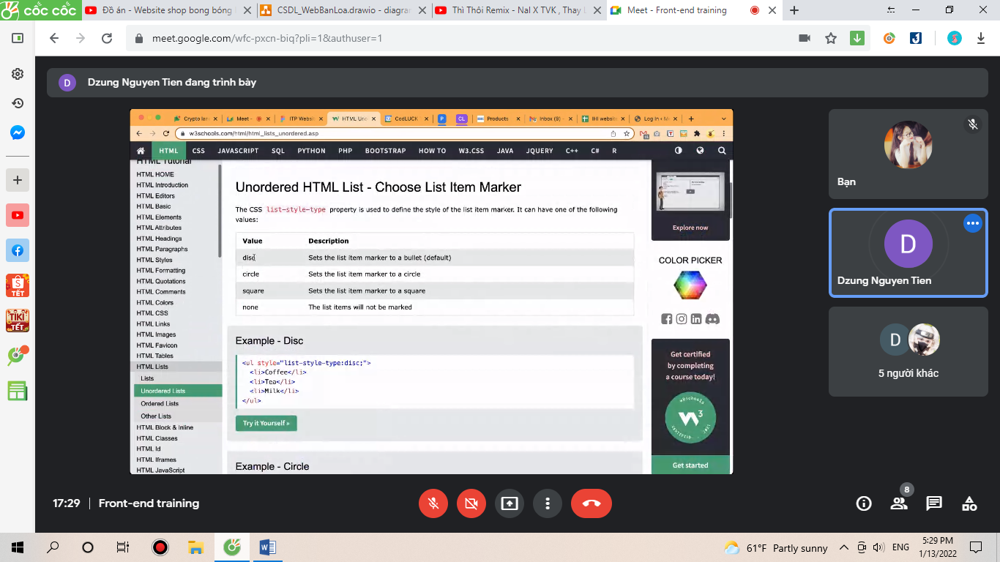 cốc cốc
Đồ án - Website shop bong bóng
CSDL_WebBanLoa.drawio - diagra
Thì Thôi Remix - Nal X TVK , Thay L
Meet - Front-end training
meet.google.com/wfc-pxcn-biq?pli=1&authuser=1
D
Dzung Nguyen Tien đang trình bày
Crypto lan
Meet -
ITP Websi
HTML Uno
CodLUCK
P
CL
Products
Inbox (9) -
IHI website
Log In ‹ M
w3schools.com/html/html_lists_unordered.asp
HTML
CSS
JAVASCRIPT
SQL
PYTHON
PHP
BOOTSTRAP
HOW TO
W3.CSS
JAVA
JQUERY
C++
C#
R
HTML Tutorial
HTML HOME
HTML Introduction
HTML Editors
HTML Basic
HTML Elements
HTML Attributes
HTML Headings
HTML Paragraphs
HTML Styles
HTML Formatting
HTML Quotations
HTML Comments
HTML Colors
HTML CSS
HTML Links
HTML Images
HTML Favicon
HTML Tables
HTML Lists
Lists
Unordered Lists
Ordered Lists
Other Lists
HTML Block & Inline
HTML Classes
HTML Id
HTML Iframes
HTML JavaScript
Unordered HTML List - Choose List Item Marker
The CSS list-style-type property is used to define the style of the list item marker. It can have one of the following
values:
Value Description
disc Sets the list item marker to a bullet (default)
circle Sets the list item marker to a circle
square Sets the list item marker to a square
none The list items will not be marked
Example - Disc
<ul style="list-style-type:disc;">
<li>Coffee</li>
<li>Tea</li>
<li>Milk</li>
</ul>
Try it Yourself »
Example - Circle
Explore now
COLOR PICKER
Get certified
by completing
a course today!
w3schools
W3
CERTIFIED . 2021
Get started
Bạn
D
Dzung Nguyen Tien
D
5 người khác
TẾT
TIKI
TẾT
17:29 | Front-end training
8
61°F Partly sunny
ENG
5:29 PM
1/13/2022